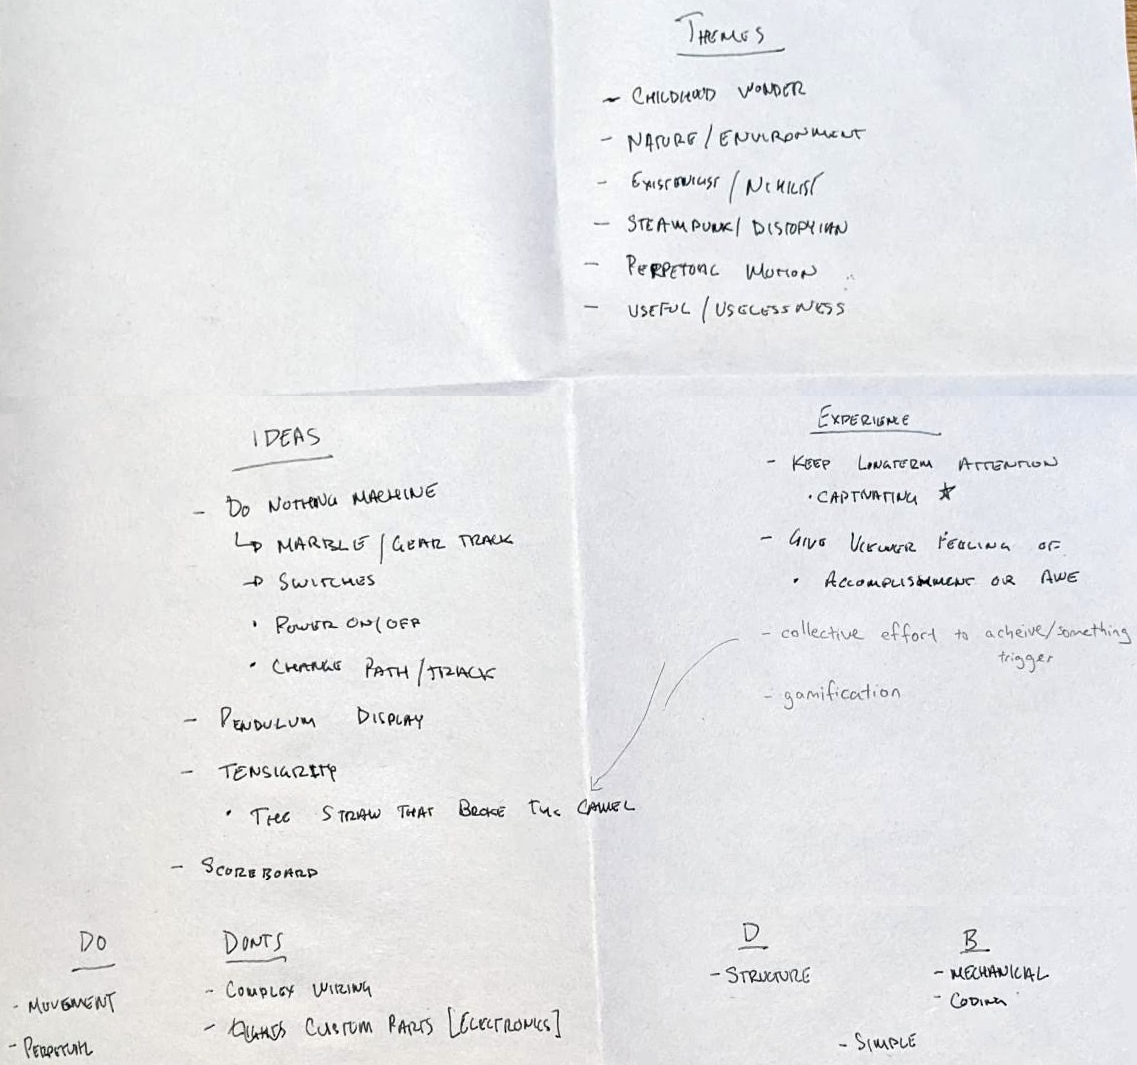 THEMES
- CHILDHOOD WONDER
- NATURE/ENVIRONMENT
- EXISTENTIALIST/NIHILIST
- STEAMPUNK/DISTOPYIAN
- PERPETUAL MOTION
- USEFUL/USELESSNESS
IDEAS
- DO NOTHING MACHINE
↳ MARBLE/GEAR TRACK
→ SWITCHES
• POWER ON/OFF
• CHANGE PATH/TRACK
- PENDULUM DISPLAY
- TENSIGRITY
• THE STRAW THAT BROKE THE CAMEL
- SCOREBOARD
EXPERIENCE
- KEEP LONGTERM ATTENTION
• CAPTIVATING ★
- GIVE VIEWER FEELING OF
• ACCOMPLISHMENT OR AWE
- collective effort to acheive/something
trigger
- gamification
DO
- MOVEMENT
- PERPETUAL
DONTS
- COMPLEX WIRING
- CUSTOM PARTS [ELECTRONICS]
D
- STRUCTURE
B
- MECHANICAL
- CODING
- SIMPLE